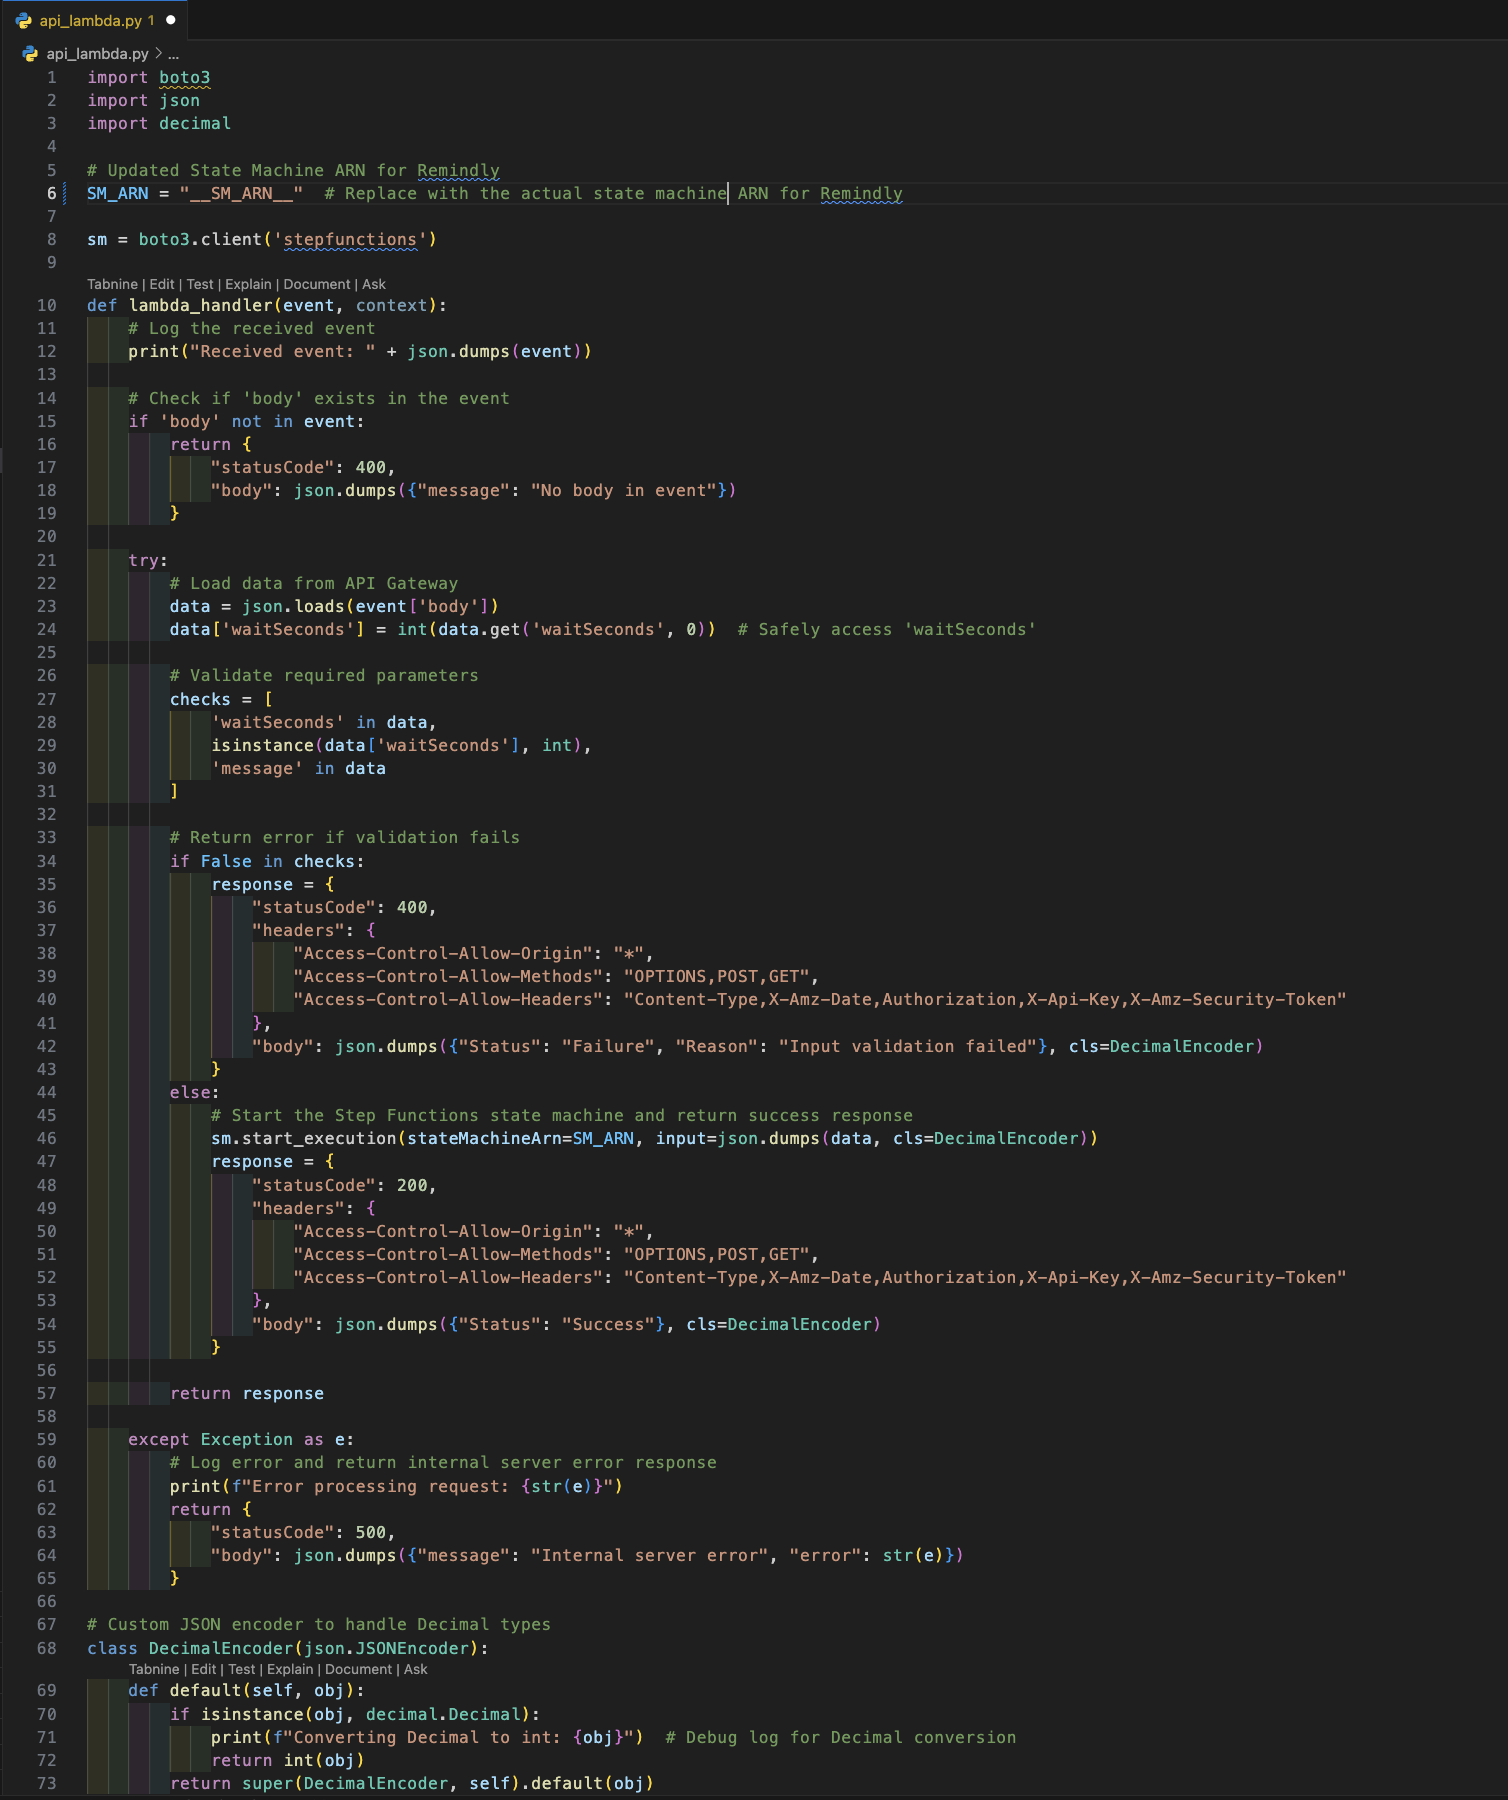 api_lambda.py 1 ●
api_lambda.py > ...
1 import boto3
2 import json
3 import decimal
4
5 # Updated State Machine ARN for Remindly
6 SM_ARN = "__SM_ARN__"  # Replace with the actual state machine ARN for Remindly
7
8 sm = boto3.client('stepfunctions')
9
Tabnine | Edit | Test | Explain | Document | Ask
10 def lambda_handler(event, context):
11     # Log the received event
12     print("Received event: " + json.dumps(event))
13
14     # Check if 'body' exists in the event
15     if 'body' not in event:
16         return {
17             "statusCode": 400,
18             "body": json.dumps({"message": "No body in event"})
19         }
20
21     try:
22         # Load data from API Gateway
23         data = json.loads(event['body'])
24         data['waitSeconds'] = int(data.get('waitSeconds', 0))  # Safely access 'waitSeconds'
25
26         # Validate required parameters
27         checks = [
28             'waitSeconds' in data,
29             isinstance(data['waitSeconds'], int),
30             'message' in data
31         ]
32
33         # Return error if validation fails
34         if False in checks:
35             response = {
36                 "statusCode": 400,
37                 "headers": {
38                     "Access-Control-Allow-Origin": "*",
39                     "Access-Control-Allow-Methods": "OPTIONS,POST,GET",
40                     "Access-Control-Allow-Headers": "Content-Type,X-Amz-Date,Authorization,X-Api-Key,X-Amz-Security-Token"
41                 },
42                 "body": json.dumps({"Status": "Failure", "Reason": "Input validation failed"}, cls=DecimalEncoder)
43             }
44         else:
45             # Start the Step Functions state machine and return success response
46             sm.start_execution(stateMachineArn=SM_ARN, input=json.dumps(data, cls=DecimalEncoder))
47             response = {
48                 "statusCode": 200,
49                 "headers": {
50                     "Access-Control-Allow-Origin": "*",
51                     "Access-Control-Allow-Methods": "OPTIONS,POST,GET",
52                     "Access-Control-Allow-Headers": "Content-Type,X-Amz-Date,Authorization,X-Api-Key,X-Amz-Security-Token"
53                 },
54                 "body": json.dumps({"Status": "Success"}, cls=DecimalEncoder)
55             }
56
57         return response
58
59     except Exception as e:
60         # Log error and return internal server error response
61         print(f"Error processing request: {str(e)}")
62         return {
63             "statusCode": 500,
64             "body": json.dumps({"message": "Internal server error", "error": str(e)})
65         }
66
67 # Custom JSON encoder to handle Decimal types
68 class DecimalEncoder(json.JSONEncoder):
Tabnine | Edit | Test | Explain | Document | Ask
69     def default(self, obj):
70         if isinstance(obj, decimal.Decimal):
71             print(f"Converting Decimal to int: {obj}")  # Debug log for Decimal conversion
72             return int(obj)
73         return super(DecimalEncoder, self).default(obj)